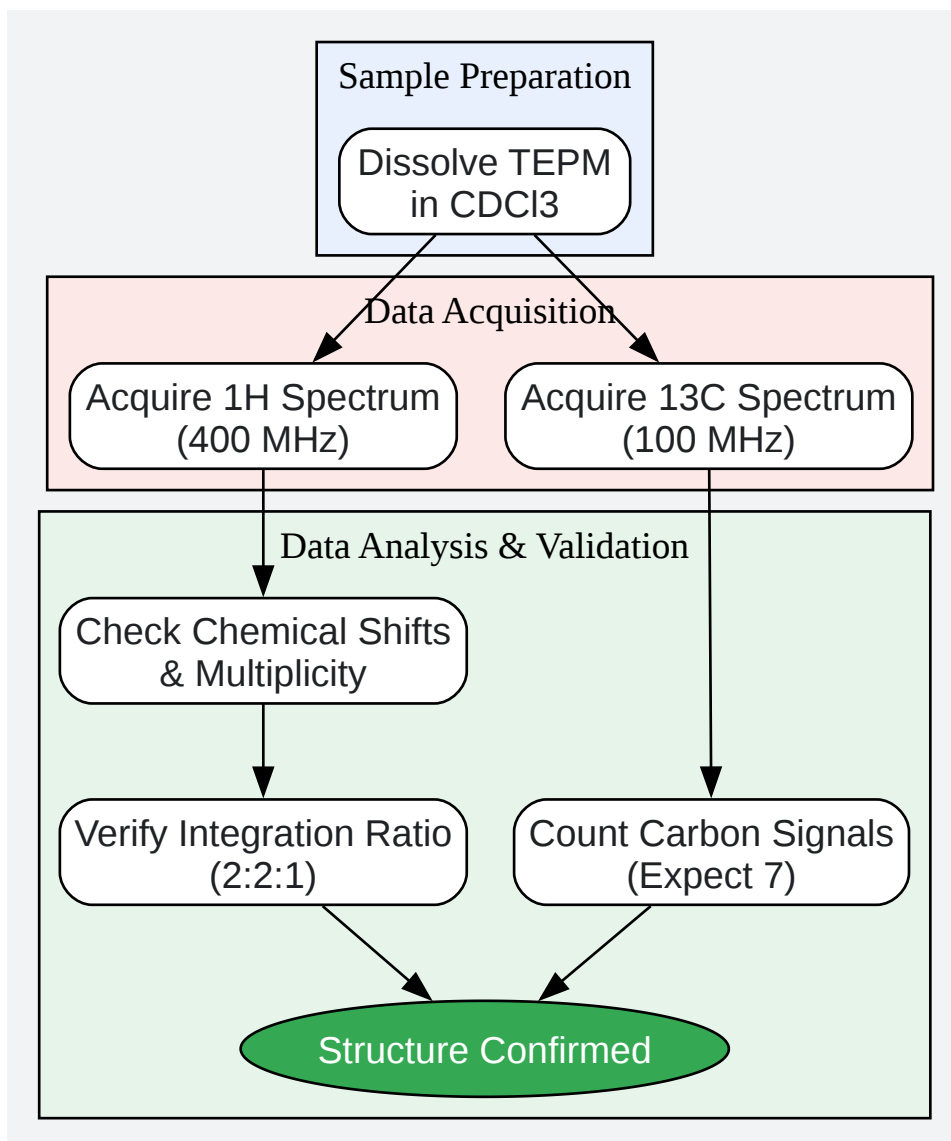 Sample Preparation
Dissolve TEPM
in CDCl3
Data Acquisition
Acquire 1H Spectrum
(400 MHz)
Acquire 13C Spectrum
(100 MHz)
Data Analysis & Validation
Check Chemical Shifts
& Multiplicity
Verify Integration Ratio
(2:2:1)
Count Carbon Signals
(Expect 7)
Structure Confirmed